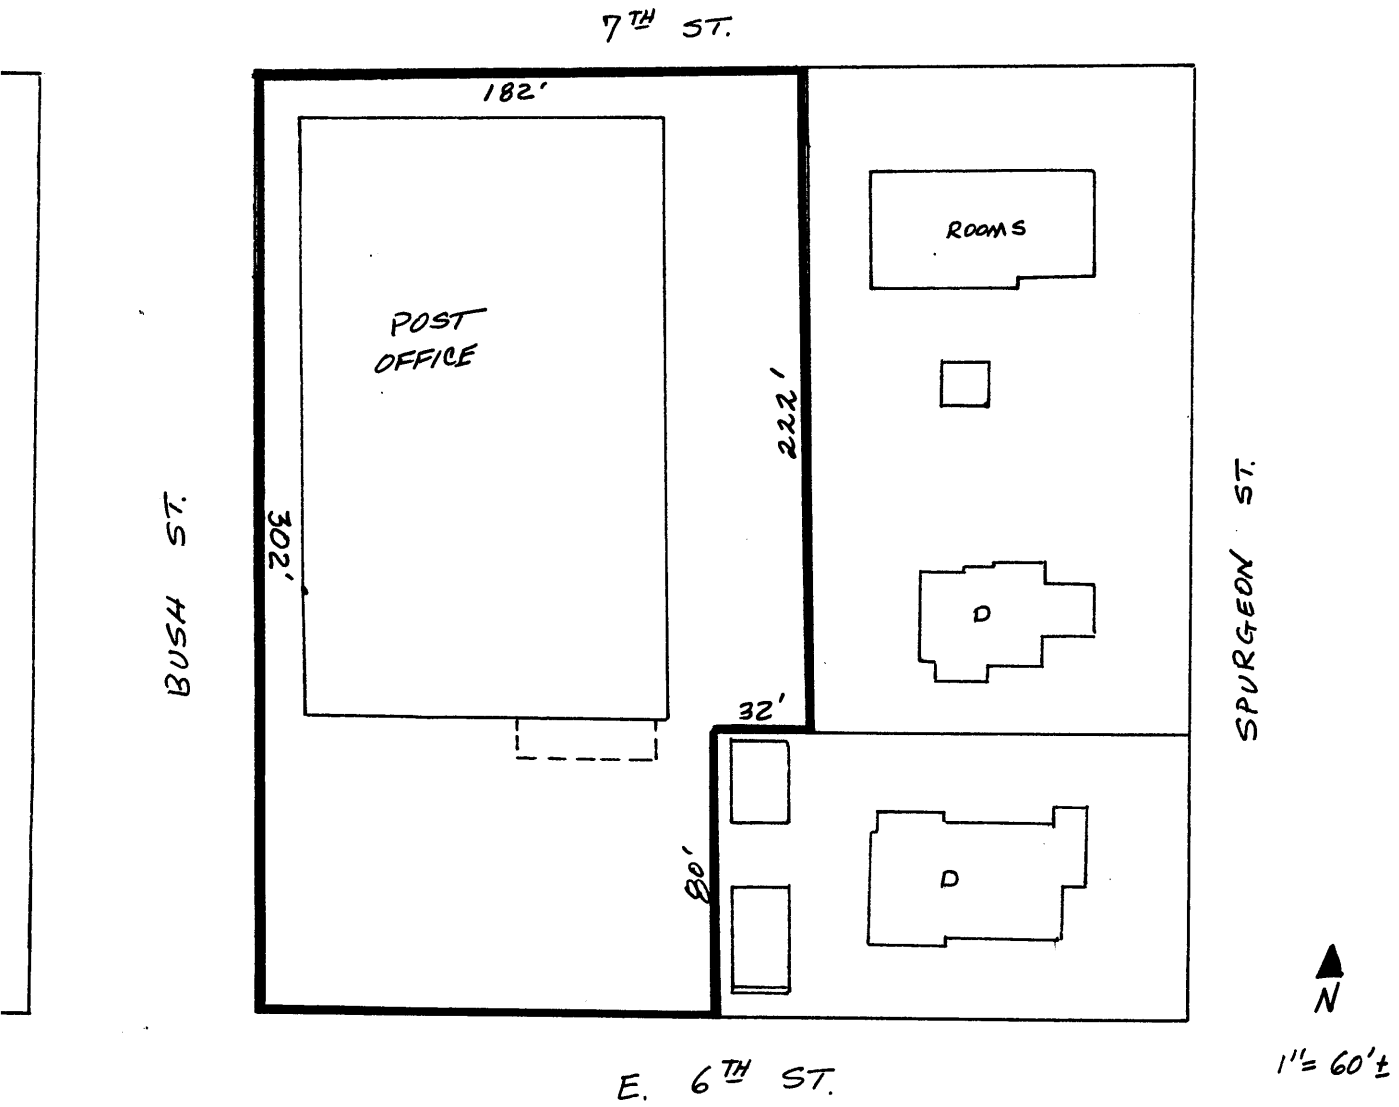 7TH ST.
182'
ROOMS
POST
OFFICE
222'
302'
BUSH ST.
SPURGEON ST.
D
32'
80'
D
N
1"= 60'±
E. 6TH ST.